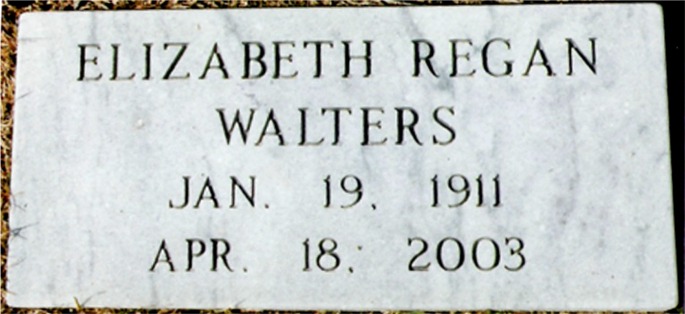 ELIZABETH REGAN
WALTERS
JAN. 19, 1911
APR. 18, 2003